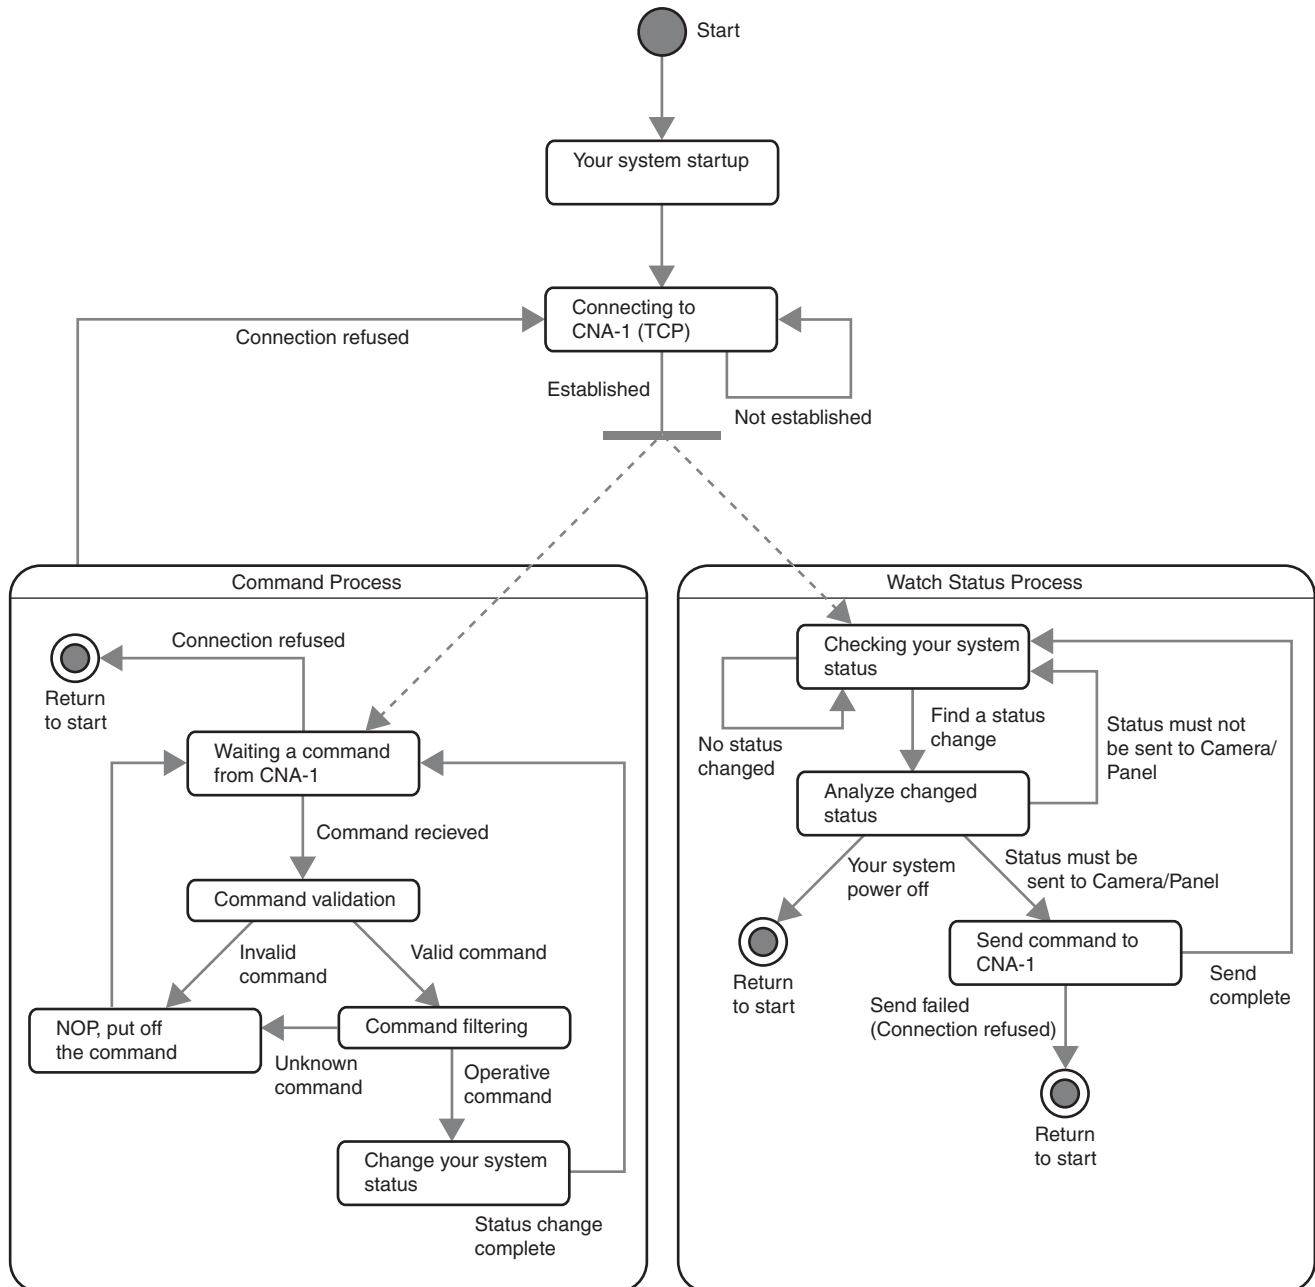 Start
Your system startup
Connecting to
CNA-1 (TCP)
Connection refused
Established
Not established
Command Process
Connection refused
Return
to start
Waiting a command
from CNA-1
Command recieved
Command validation
Invalid
command
Valid command
NOP, put off
the command
Command filtering
Unknown
command
Operative
command
Change your system
status
Status change
complete
Watch Status Process
Checking your system
status
No status
changed
Find a status
change
Status must not
be sent to Camera/
Panel
Analyze changed
status
Your system
power off
Status must be
sent to Camera/Panel
Return
to start
Send command to
CNA-1
Send
complete
Send failed
(Connection refused)
Return
to start